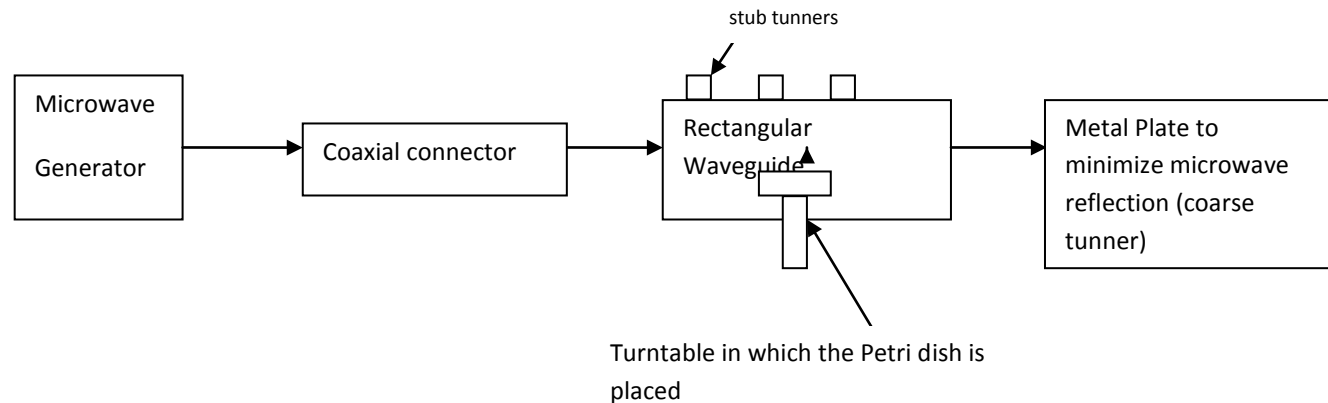 stub tunners
Microwave
Generator
Coaxial connector
Rectangular
Waveguide
Metal Plate to
minimize microwave
reflection (coarse
tunner)
Turntable in which the Petri dish is
placed